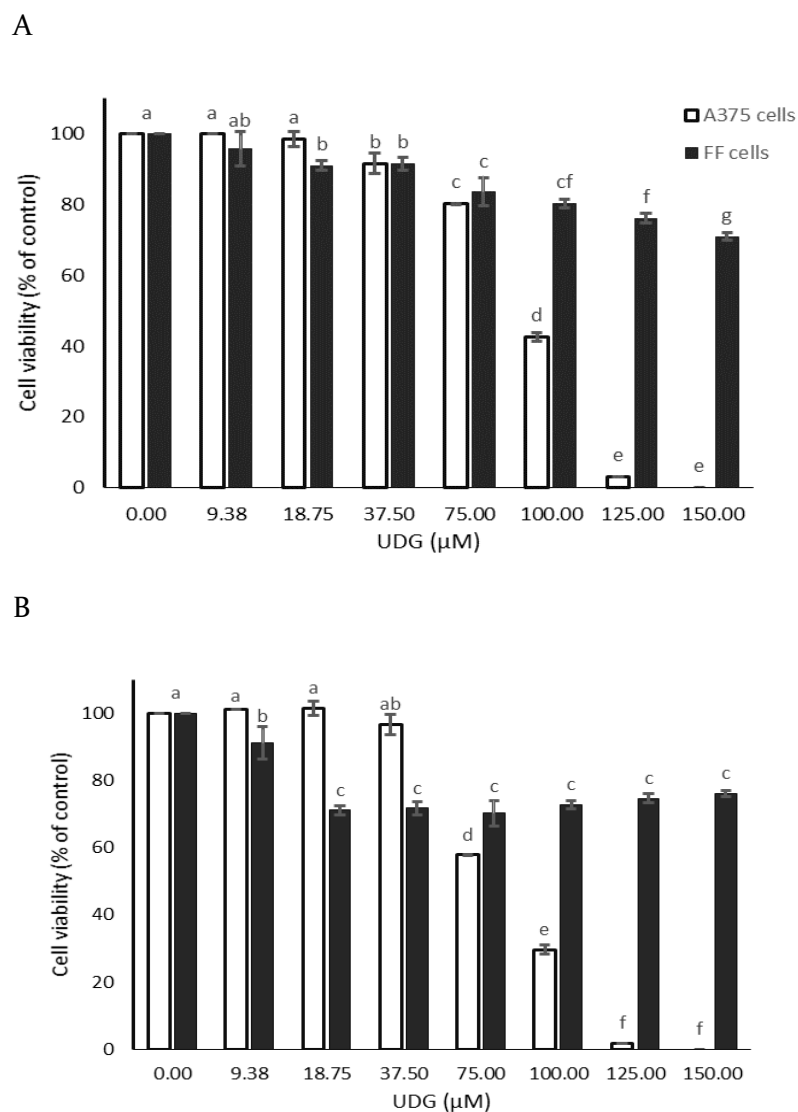 A
a a ab a b b b c c cf f g
A375 cells
FF cells
d
e e
100
80
60
40
20
0
Cell viability (% of control)
0.00 9.38 18.75 37.50 75.00 100.00 125.00 150.00
UDG (µM)
B
a a b a c ab c d c c c c
e
f f
100
80
60
40
20
0
Cell viability (% of control)
0.00 9.38 18.75 37.50 75.00 100.00 125.00 150.00
UDG (µM)